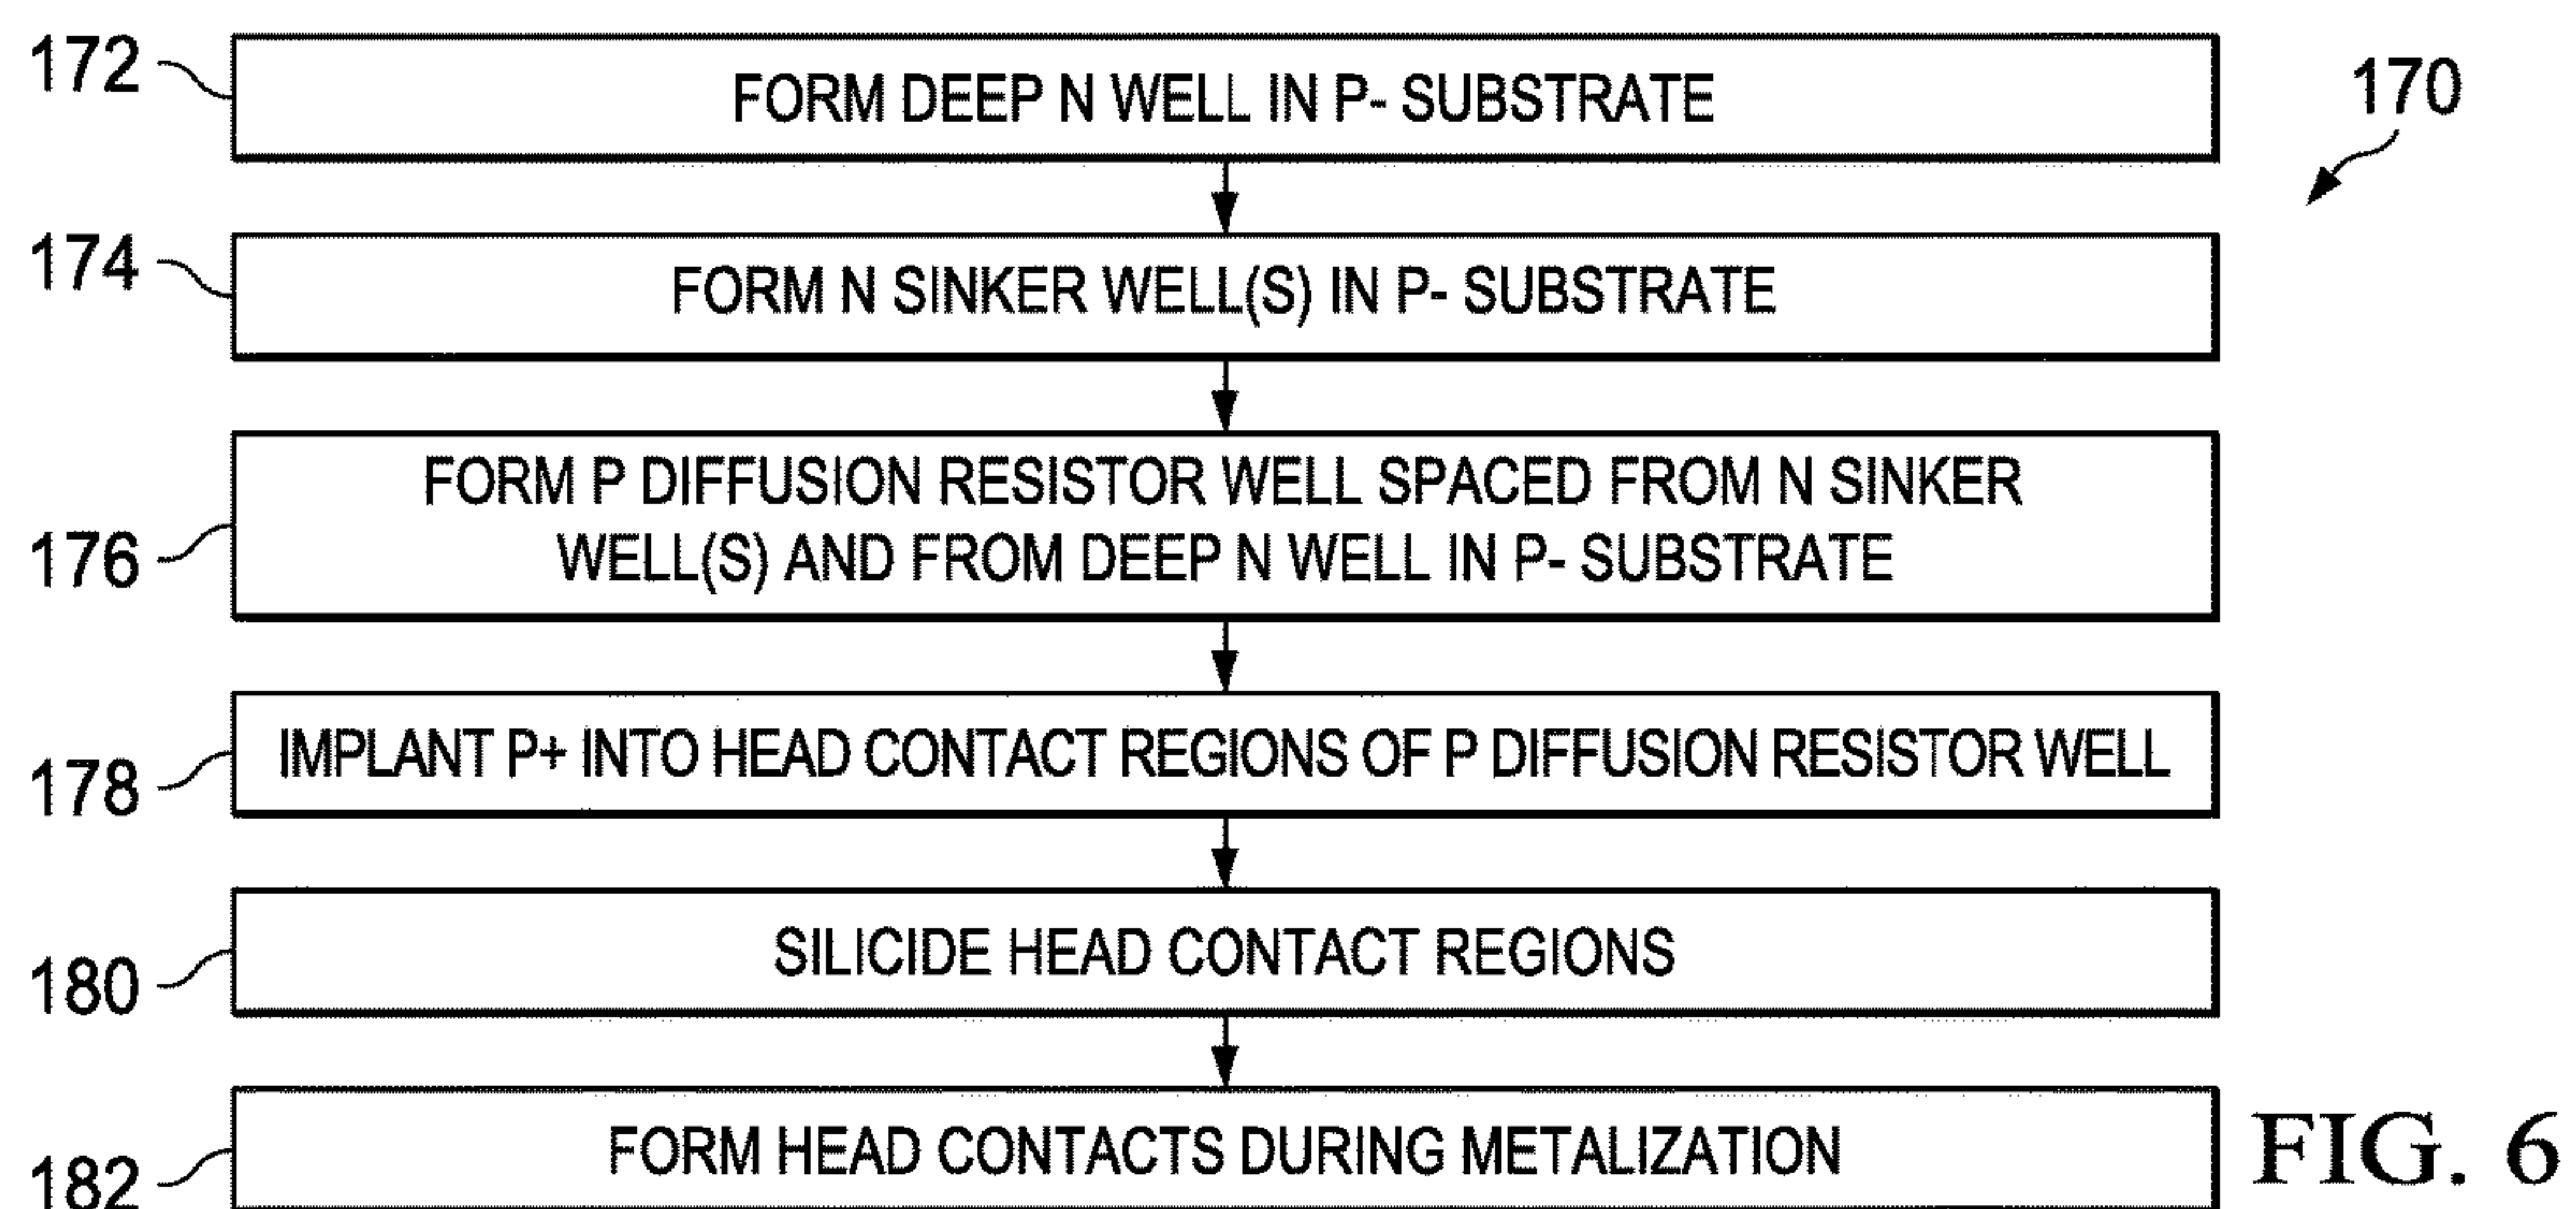 172
FORM DEEP N WELL IN P- SUBSTRATE
170
174
FORM N SINKER WELL(S) IN P- SUBSTRATE
176
FORM P DIFFUSION RESISTOR WELL SPACED FROM N SINKER
WELL(S) AND FROM DEEP N WELL IN P- SUBSTRATE
178
IMPLANT P+ INTO HEAD CONTACT REGIONS OF P DIFFUSION RESISTOR WELL
180
SILICIDE HEAD CONTACT REGIONS
182
FORM HEAD CONTACTS DURING METALIZATION
FIG. 6